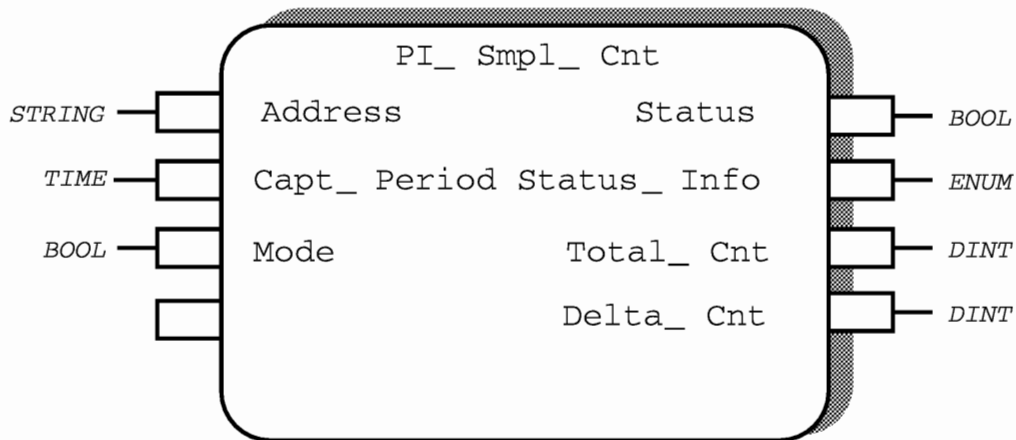 PI_ Smpl_ Cnt
STRING Address Status BOOL
TIME Capt_ Period Status_ Info ENUM
BOOL Mode Total_ Cnt DINT
Delta_ Cnt DINT